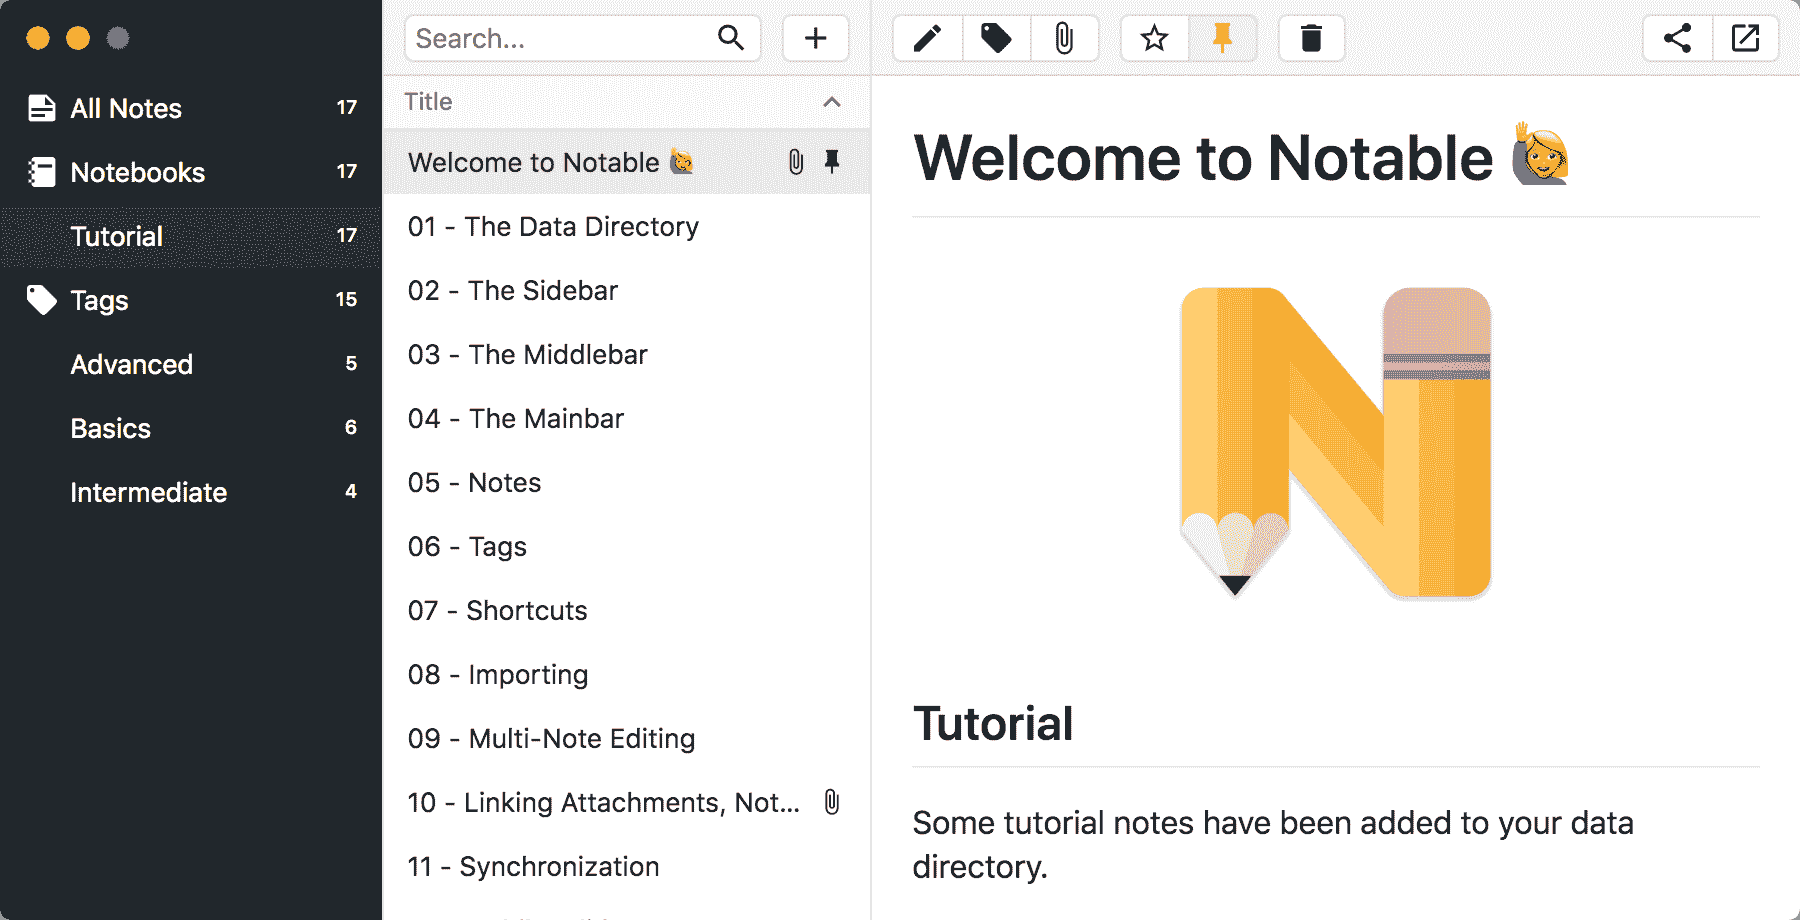 All Notes 17
Notebooks 17
Tutorial 17
Tags 15
Advanced 5
Basics 6
Intermediate 4
Search...
Title
Welcome to Notable 🙋
01 - The Data Directory
02 - The Sidebar
03 - The Middlebar
04 - The Mainbar
05 - Notes
06 - Tags
07 - Shortcuts
08 - Importing
09 - Multi-Note Editing
10 - Linking Attachments, Not...
11 - Synchronization
Welcome to Notable 🙋
Tutorial
Some tutorial notes have been added to your data
directory.